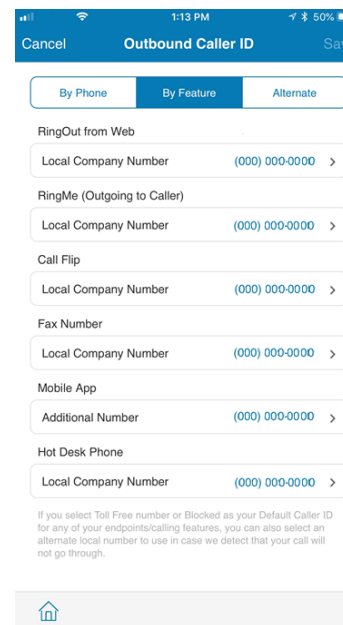 1:13 PM
50%
Cancel
Outbound Caller ID
By Phone
By Feature
Alternate
RingOut from Web
Local Company Number (000) 000-0000
RingMe (Outgoing to Caller)
Local Company Number (000) 000-0000
Call Flip
Local Company Number (000) 000-0000
Fax Number
Local Company Number (000) 000-0000
Mobile App
Additional Number (000) 000-0000
Hot Desk Phone
Local Company Number (000) 000-0000
If you select Toll Free number or Blocked as your Default Caller ID
for any of your endpoints/calling features, you can also select an
alternate local number to use in case we detect that your call will
not go through.